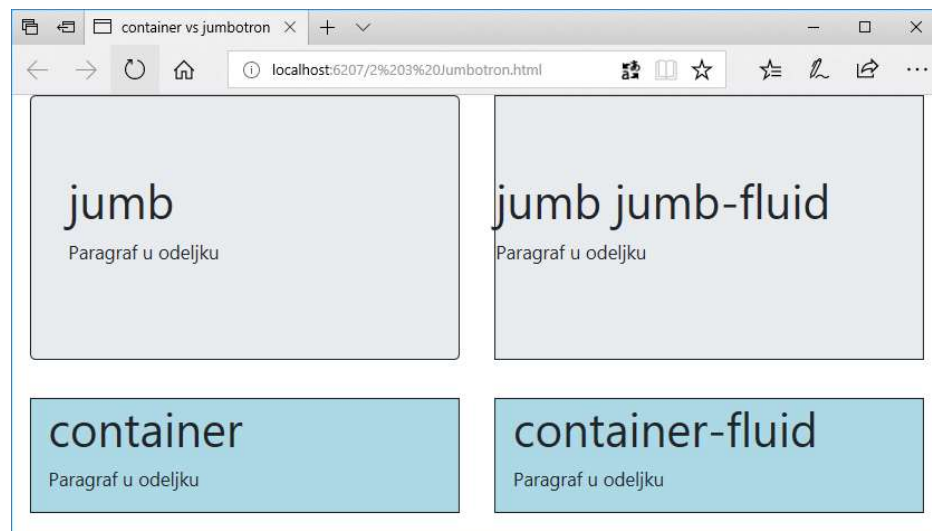 container vs jumbotron
localhost:6207/2%203%20Jumbotron.html
jumb
Paragraf u odeljku
jumb jumb-fluid
Paragraf u odeljku
container
Paragraf u odeljku
container-fluid
Paragraf u odeljku